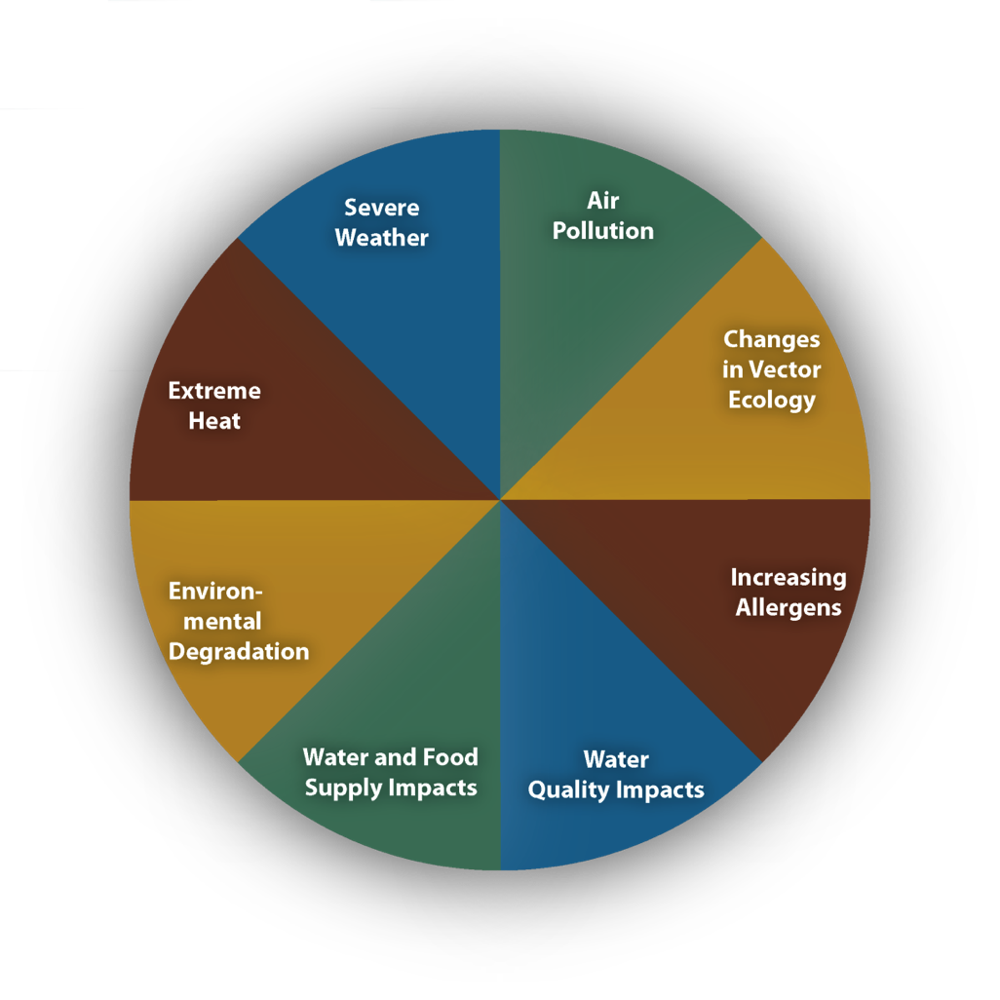 Severe
Weather
Air
Pollution
Changes
in Vector
Ecology
Extreme
Heat
Increasing
Allergens
Environ-
mental
Degradation
Water and Food
Supply Impacts
Water
Quality Impacts